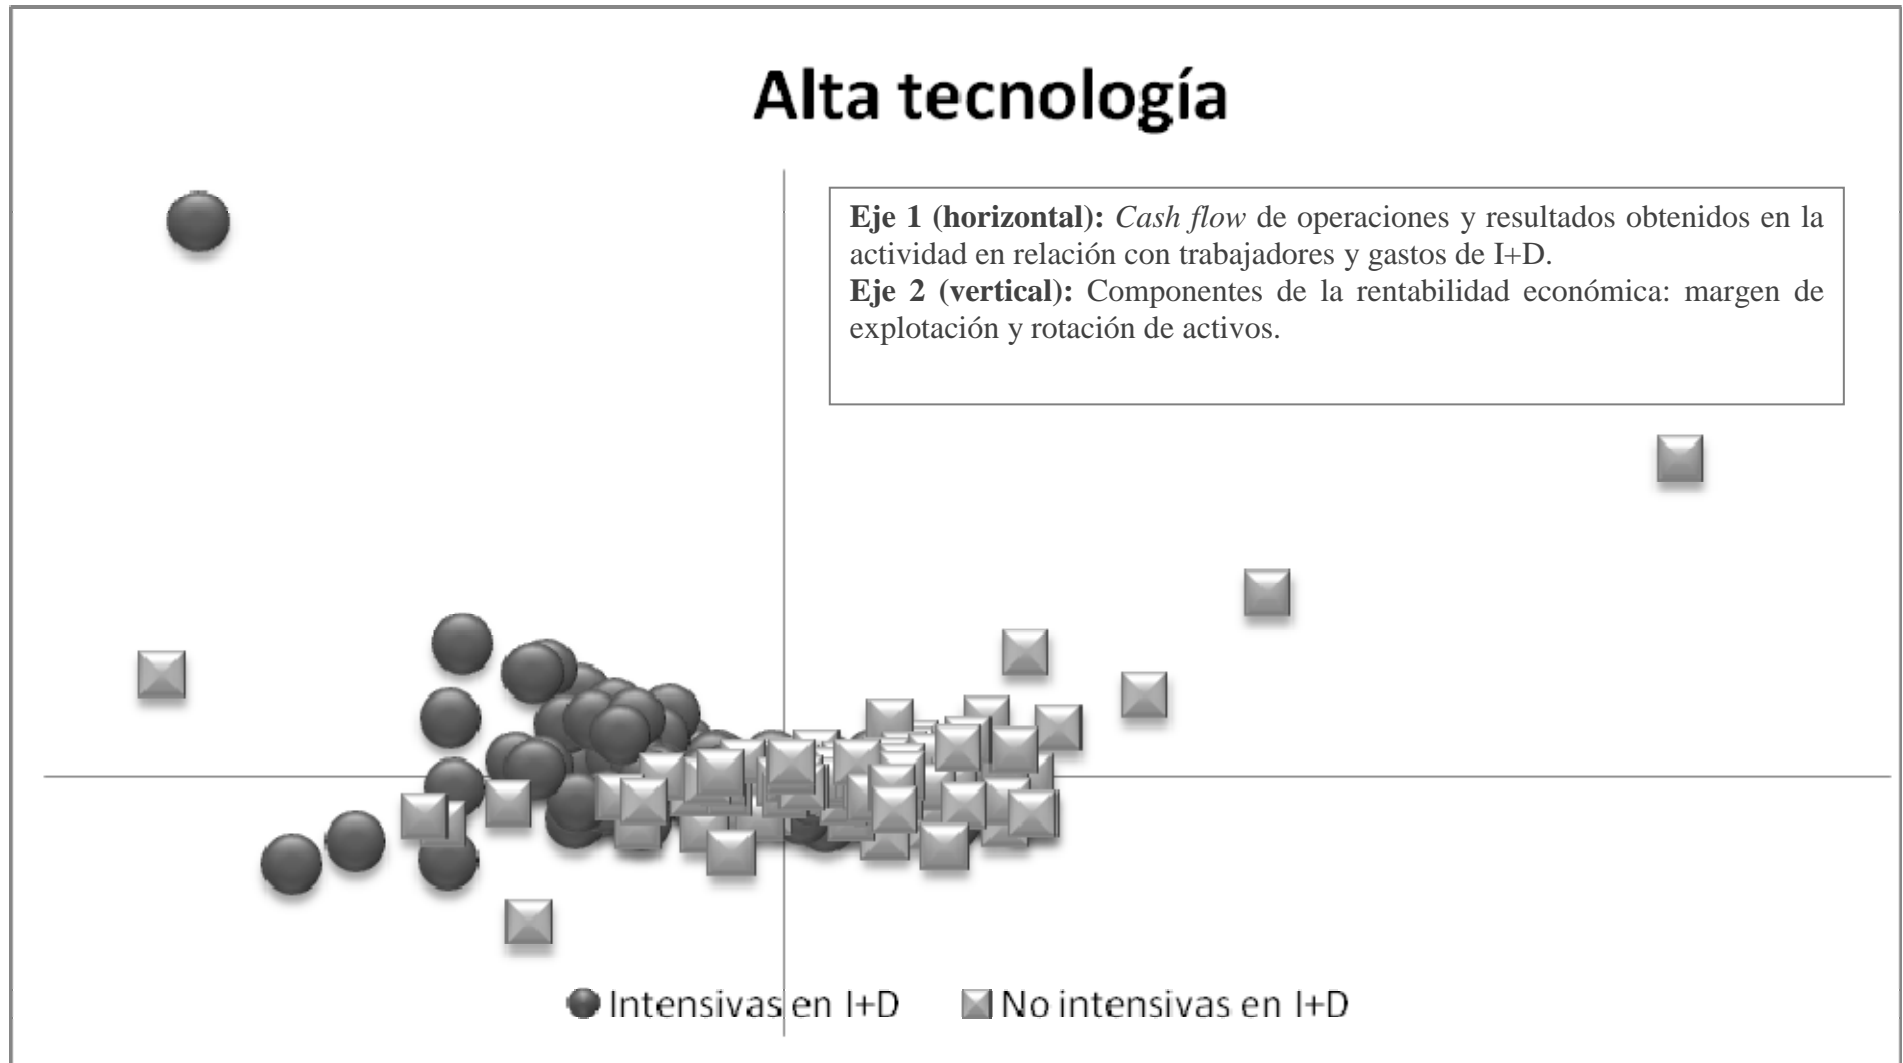 Alta tecnología
Eje 1 (horizontal): Cash flow de operaciones y resultados obtenidos en la
actividad en relación con trabajadores y gastos de I+D.
Eje 2 (vertical): Componentes de la rentabilidad económica: margen de
explotación y rotación de activos.
Intensivas en I+D No intensivas en I+D